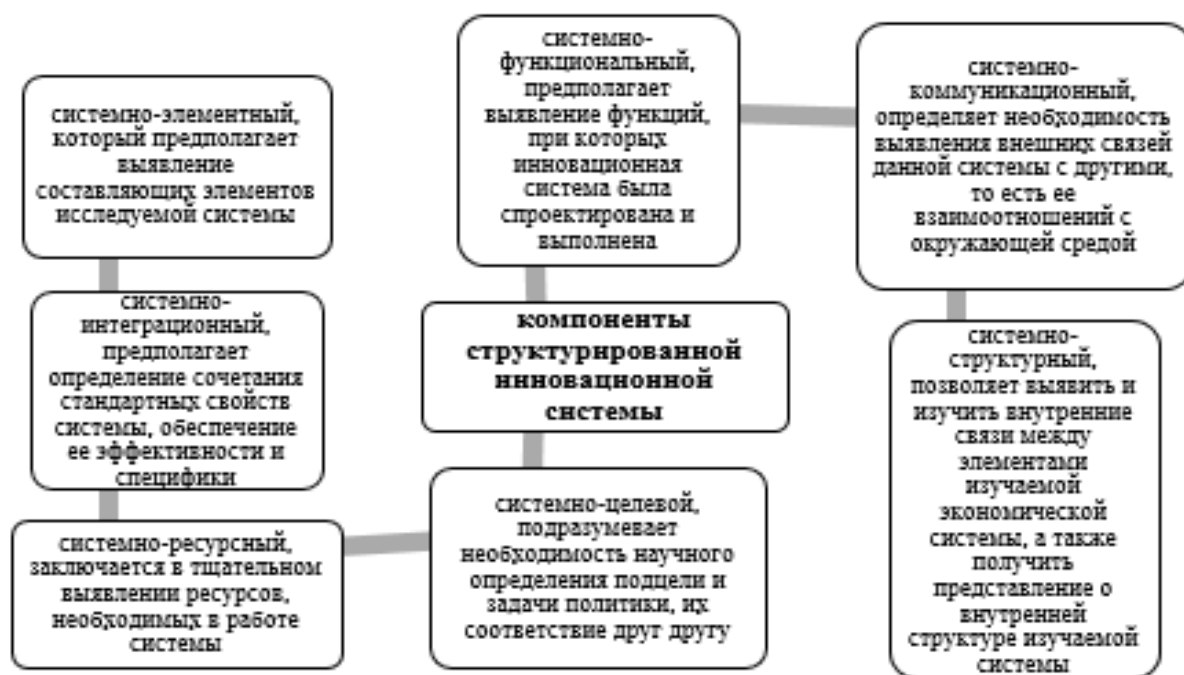 системно-элементный,
который предполагает
выявление
составляющих элементов
исследуемой системы
системно-
интеграционный,
предполагает
определение сочетания
стандартных свойств
системы, обеспечение
ее эффективности и
специфики
системно-ресурсный,
заключается в тщательном
выявлении ресурсов,
необходимых в работе
системы
системно-
функциональный,
предполагает
выявление функций,
при которых
инновационная
система была
спроектирована и
выполнена
компоненты
структурированной
инновационной
системы
системно-целевой,
подразумевает
необходимость научного
определения подцели и
задачи политики, их
соответствие друг другу
системно-
коммуникационный,
определяет необходимость
выявления внешних связей
данной системы с другими,
то есть ее
взаимоотношений с
окружающей средой
системно-
структурный,
позволяет выявить и
изучить внутренние
связи между
элементами
изучаемой
экономической
системы, а также
получить
представление о
внутренней
структуре изучаемой
системы